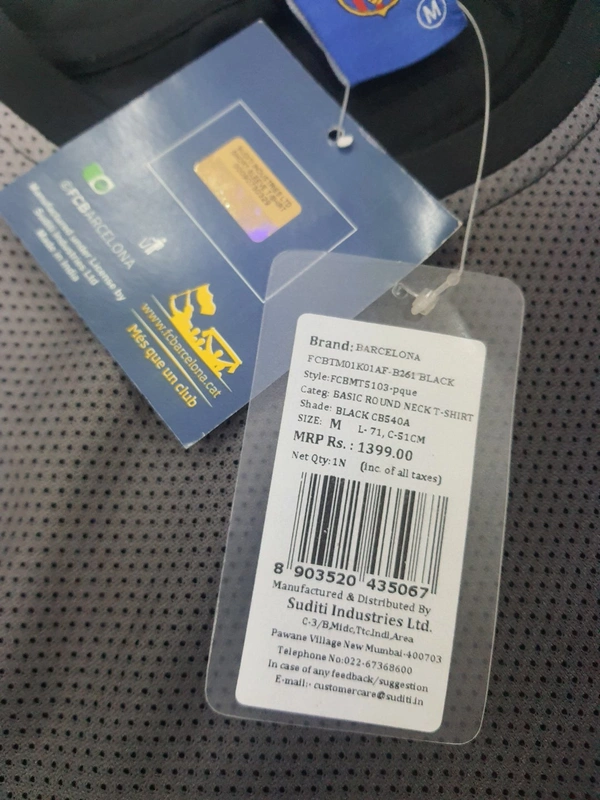 M
@FCBARCELONA
Manufactured under License by
Suditi Industries Ltd
Made in India
www.fcbarcelona.cat
Més que un club
Brand: BARCELONA
FCBTM01K01AF-B261 BLACK
Style:FCBMTS103-pque
Categ: BASIC ROUND NECK T-SHIRT
Shade: BLACK CB540A
SIZE: M L- 71, C-51CM
MRP Rs. : 1399.00
Net Qty: 1N (inc. of all taxes)
8 903520 435067
Manufactured & Distributed By
Suditi Industries Ltd.
C-3/B,Midc,Ttc.Indl,Area
Pawane Village New Mumbai-400703
Telephone No:022-67368600
In case of any feedback/suggestion
E-mail:- customercare@suditi.in